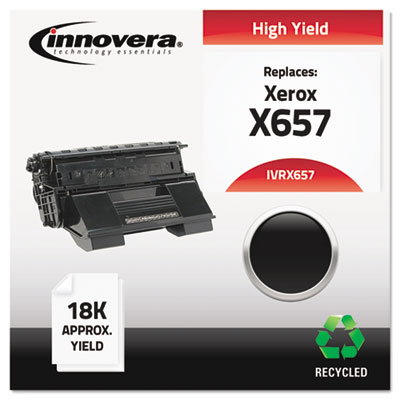 innovera
technology essentials
High Yield
Replaces:
Xerox
X657
IVRX657
18K
APPROX.
YIELD
RECYCLED